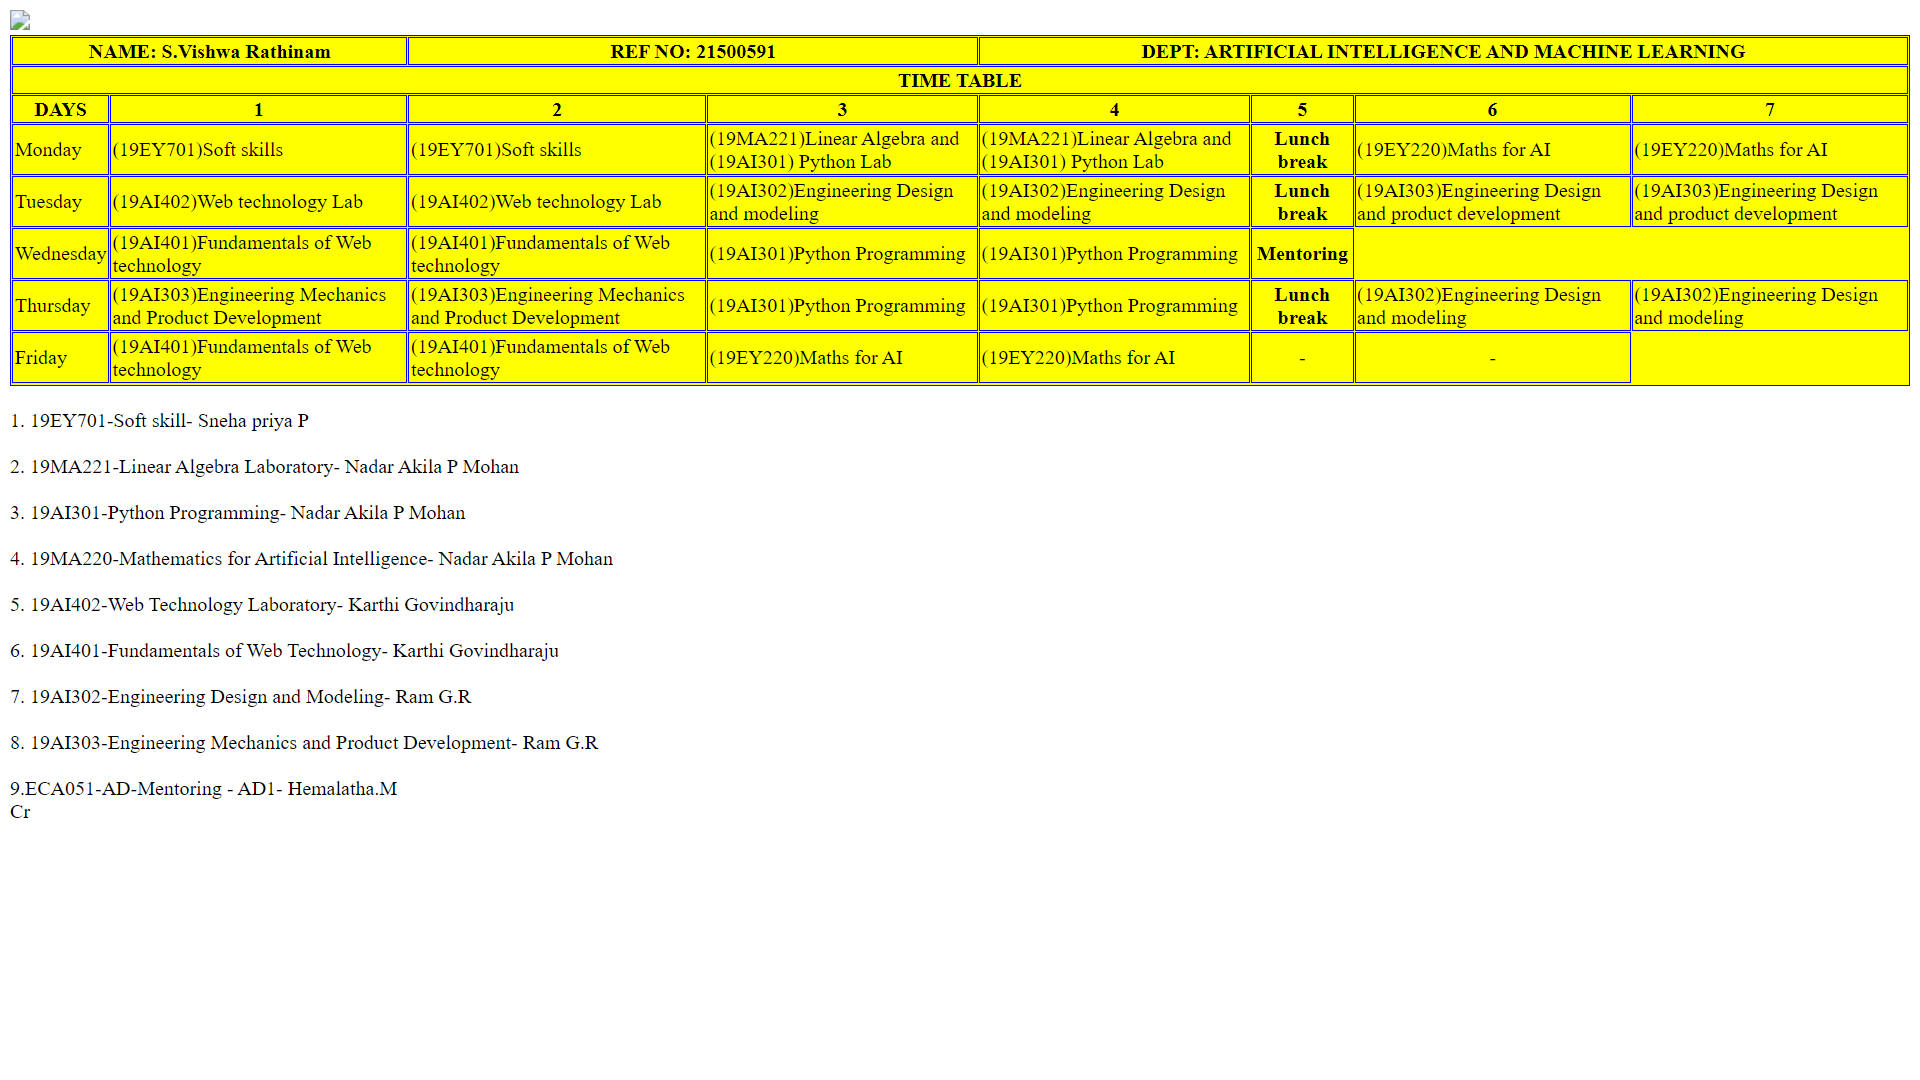 NAME: S.Vishwa Rathinam REF NO: 21500591 DEPT: ARTIFICIAL INTELLIGENCE AND MACHINE LEARNING
TIME TABLE
DAYS 1 2 3 4 5 6 7
Monday (19EY701)Soft skills (19EY701)Soft skills (19MA221)Linear Algebra and (19AI301) Python Lab (19MA221)Linear Algebra and (19AI301) Python Lab Lunch break (19EY220)Maths for AI (19EY220)Maths for AI
Tuesday (19AI402)Web technology Lab (19AI402)Web technology Lab (19AI302)Engineering Design and modeling (19AI302)Engineering Design and modeling Lunch break (19AI303)Engineering Design and product development (19AI303)Engineering Design and product development
Wednesday (19AI401)Fundamentals of Web technology (19AI401)Fundamentals of Web technology (19AI301)Python Programming (19AI301)Python Programming Mentoring
Thursday (19AI303)Engineering Mechanics and Product Development (19AI303)Engineering Mechanics and Product Development (19AI301)Python Programming (19AI301)Python Programming Lunch break (19AI302)Engineering Design and modeling (19AI302)Engineering Design and modeling
Friday (19AI401)Fundamentals of Web technology (19AI401)Fundamentals of Web technology (19EY220)Maths for AI (19EY220)Maths for AI - -
1. 19EY701-Soft skill- Sneha priya P
2. 19MA221-Linear Algebra Laboratory- Nadar Akila P Mohan
3. 19AI301-Python Programming- Nadar Akila P Mohan
4. 19MA220-Mathematics for Artificial Intelligence- Nadar Akila P Mohan
5. 19AI402-Web Technology Laboratory- Karthi Govindharaju
6. 19AI401-Fundamentals of Web Technology- Karthi Govindharaju
7. 19AI302-Engineering Design and Modeling- Ram G.R
8. 19AI303-Engineering Mechanics and Product Development- Ram G.R
9.ECA051-AD-Mentoring - AD1- Hemalatha.M
Cr